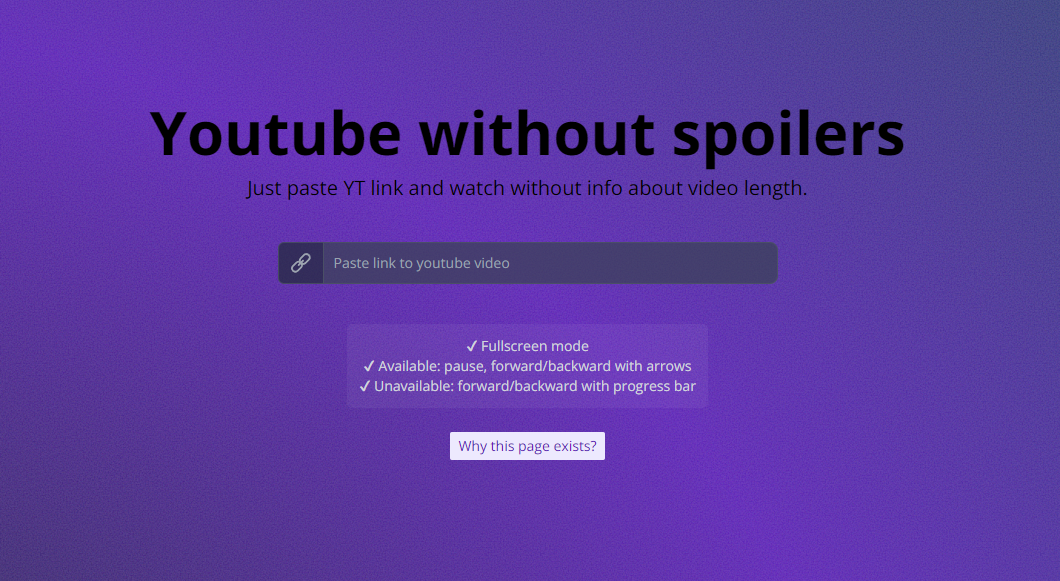 Youtube without spoilers
Just paste YT link and watch without info about video length.
Paste link to youtube video
✓ Fullscreen mode
✓ Available: pause, forward/backward with arrows
✓ Unavailable: forward/backward with progress bar
Why this page exists?